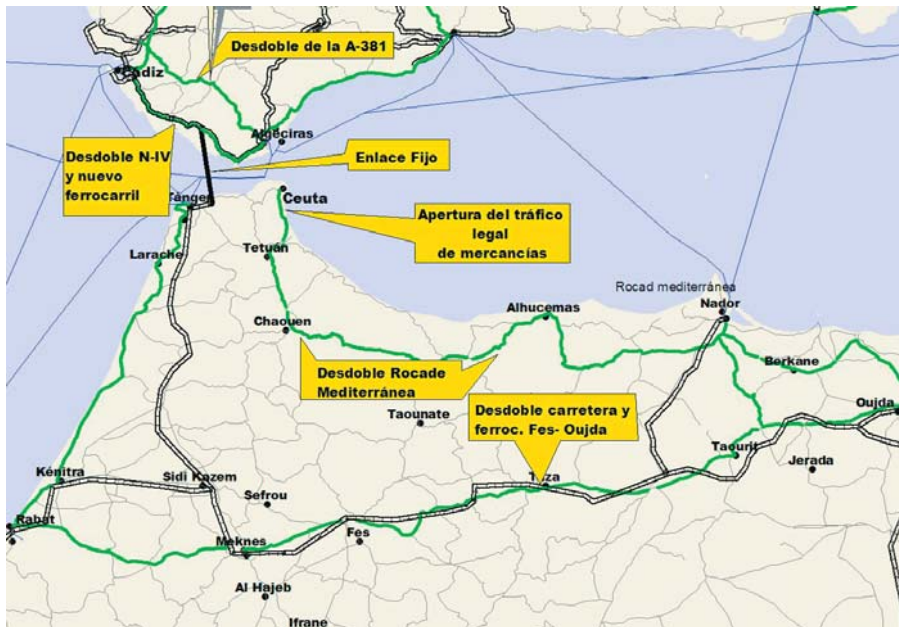 Desdoble de la A-381
Cádiz
Algeciras
Desdoble N-IV
y nuevo
ferrocarril
Enlace Fijo
Tánger
Ceuta
Apertura del tráfico
legal
de mercancías
Larache
Tetuán
Rocad mediterránea
Nador
Alhucemas
Chaouen
Berkane
Desdoble Rocade
Mediterránea
Desdoble carretera y
ferroc. Fes- Oujda
Oujda
Taounate
Taourit
Jerada
Kénitra
Sidi Kazem
Taza
Sefrou
Rabat
Fes
Meknes
Al Hajeb
Ifrane